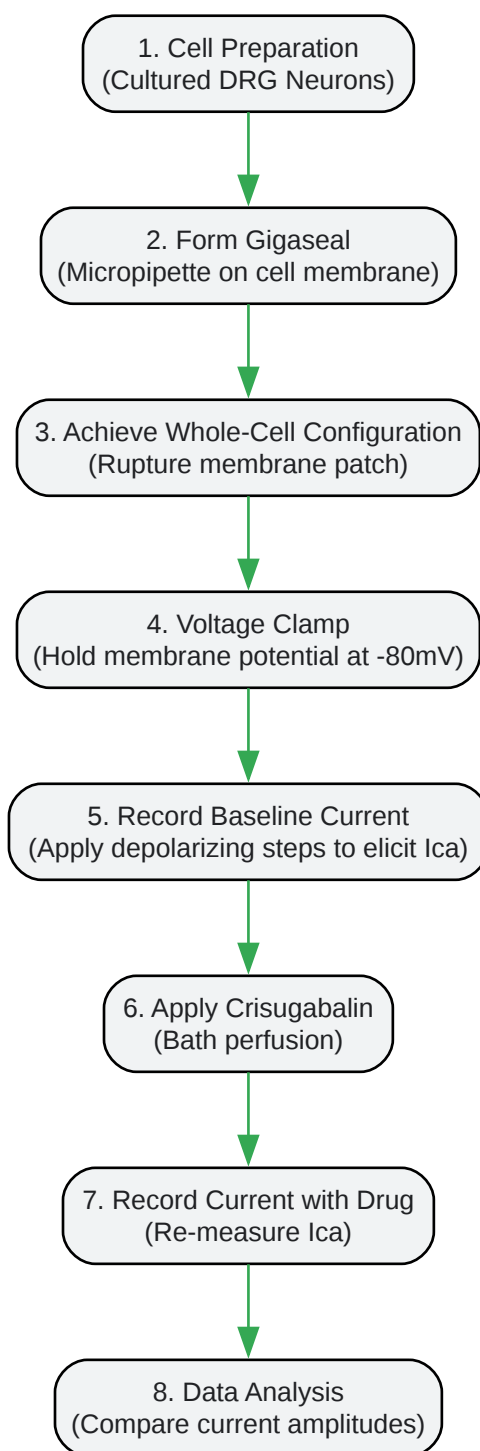 1. Cell Preparation
(Cultured DRG Neurons)
2. Form Gigaseal
(Micropipette on cell membrane)
3. Achieve Whole-Cell Configuration
(Rupture membrane patch)
4. Voltage Clamp
(Hold membrane potential at -80mV)
5. Record Baseline Current
(Apply depolarizing steps to elicit Ica)
6. Apply Crisugabalin
(Bath perfusion)
7. Record Current with Drug
(Re-measure Ica)
8. Data Analysis
(Compare current amplitudes)